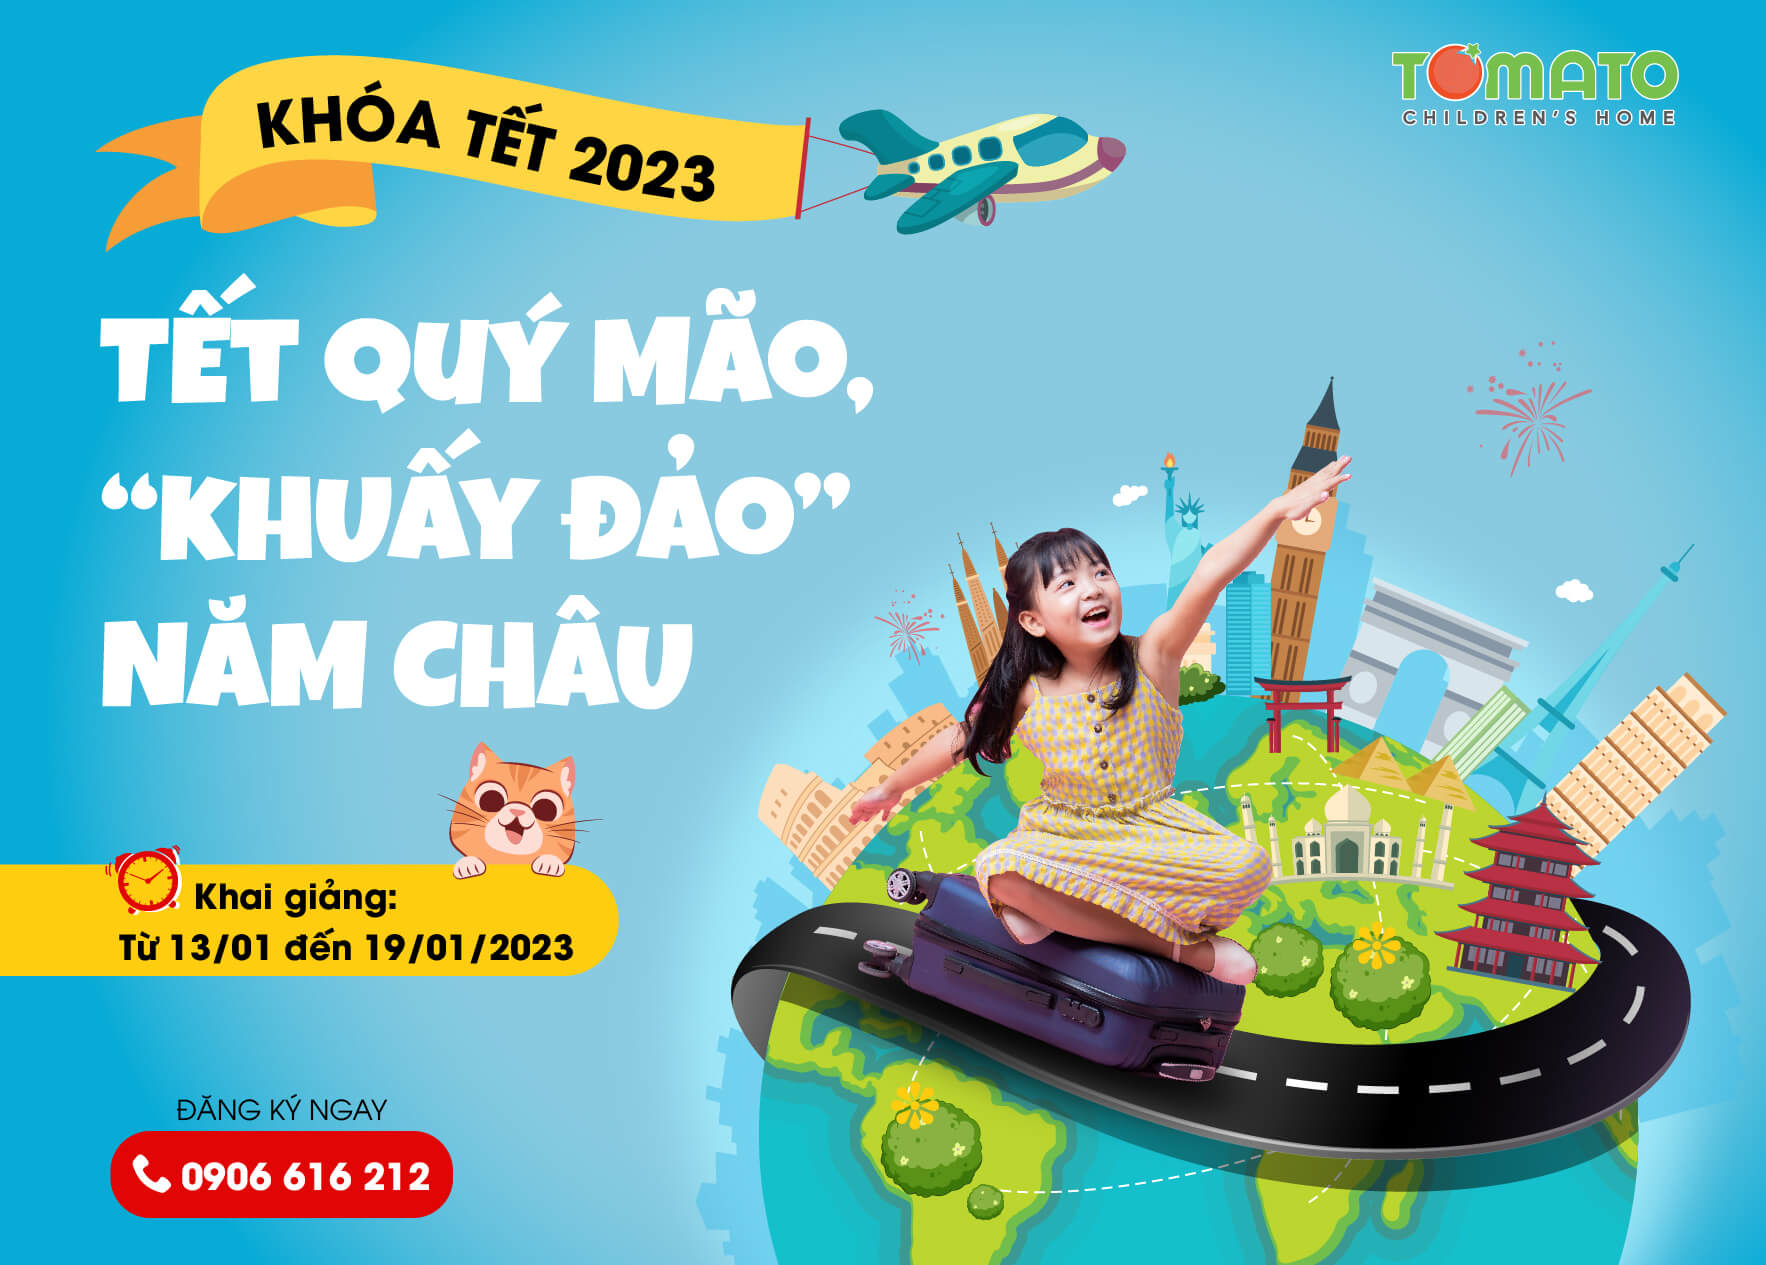 KHÓA TẾT 2023
TOMATO
CHILDREN'S HOME
TẾT QUÝ MÃO,
“KHUẤY ĐẢO”
NĂM CHÂU
Khai giảng:
Từ 13/01 đến 19/01/2023
ĐĂNG KÝ NGAY
0906 616 212